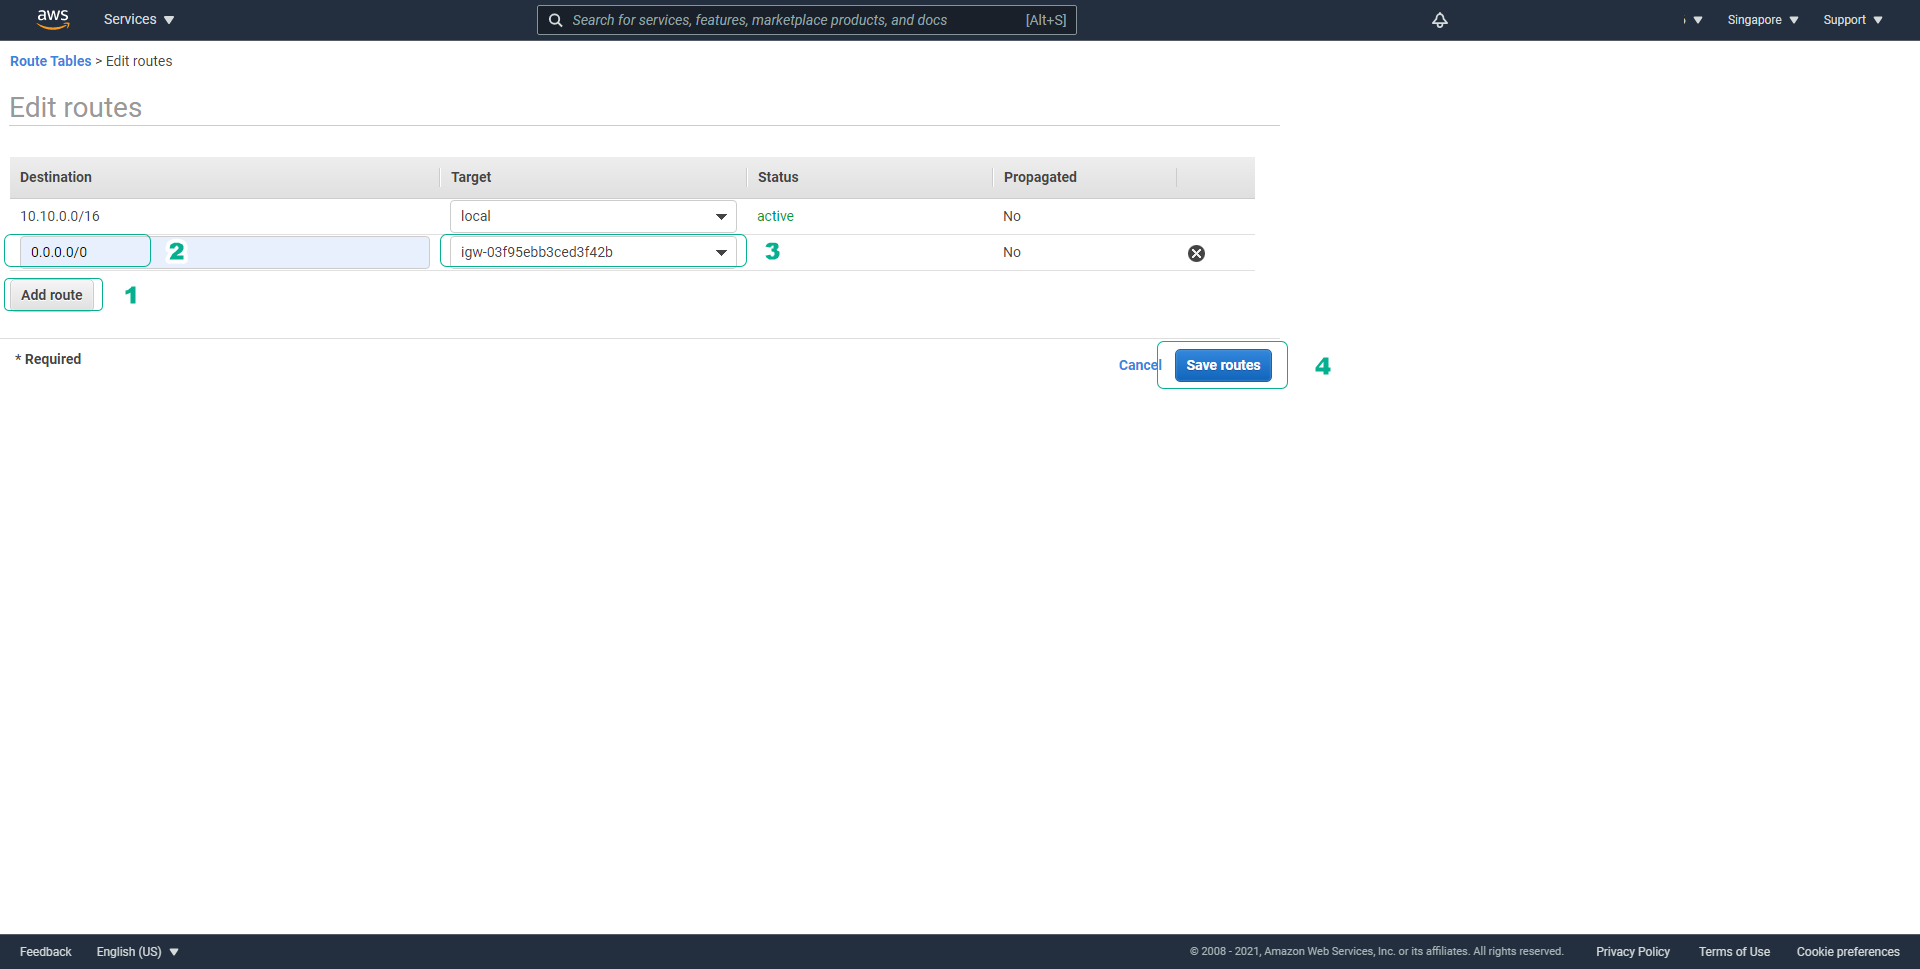 aws
Services
Search for services, features, marketplace products, and docs [Alt+S]
Singapore
Support
Route Tables > Edit routes
Edit routes
Destination Target Status Propagated
10.10.0.0/16 local active No
0.0.0.0/0 2 igw-03f95ebb3ced3f42b 3 No
Add route 1
* Required
Cancel Save routes 4
Feedback English (US) © 2008 - 2021, Amazon Web Services, Inc. or its affiliates. All rights reserved. Privacy Policy Terms of Use Cookie preferences